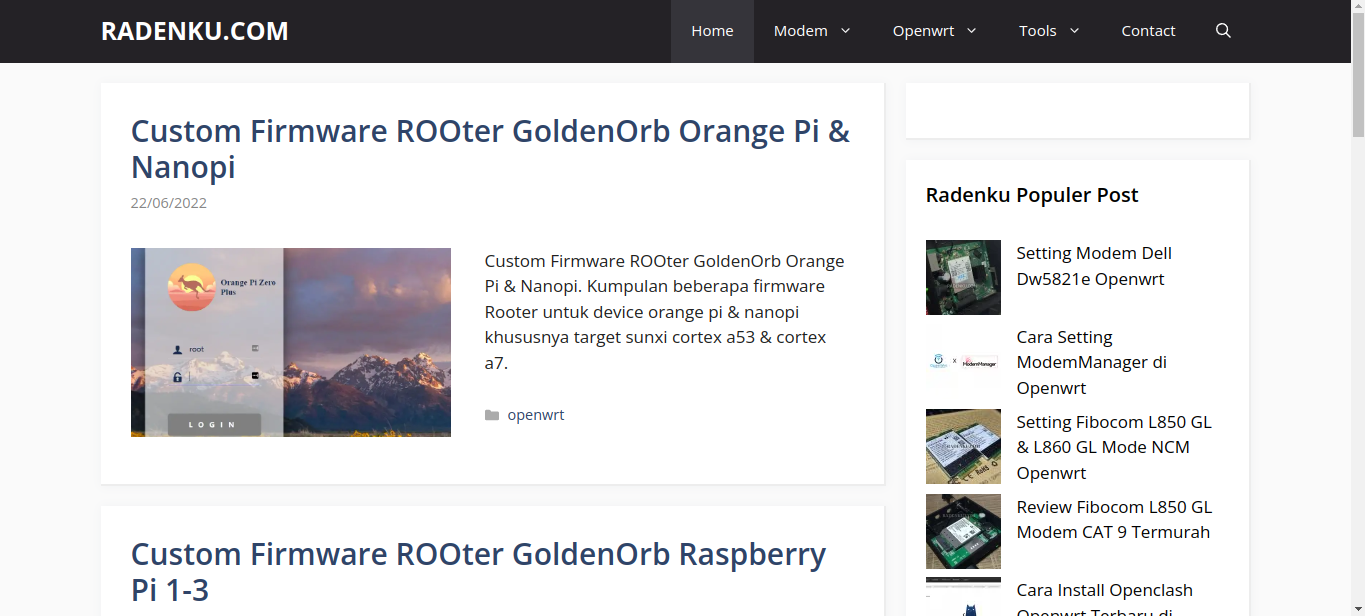 RADENKU.COM
Home
Modem
Openwrt
Tools
Contact
Custom Firmware ROOter GoldenOrb Orange Pi &
Nanopi
22/06/2022
Orange Pi Zero
Plus
root
LOGIN
Custom Firmware ROOter GoldenOrb Orange
Pi & Nanopi. Kumpulan beberapa firmware
Rooter untuk device orange pi & nanopi
khususnya target sunxi cortex a53 & cortex
a7.
openwrt
Custom Firmware ROOter GoldenOrb Raspberry
Pi 1-3
Radenku Populer Post
Setting Modem Dell
Dw5821e Openwrt
Cara Setting
ModemManager di
Openwrt
x
ModemManager
Setting Fibocom L850 GL
& L860 GL Mode NCM
Openwrt
Review Fibocom L850 GL
Modem CAT 9 Termurah
Cara Install Openclash
Openwrt Terbaru di